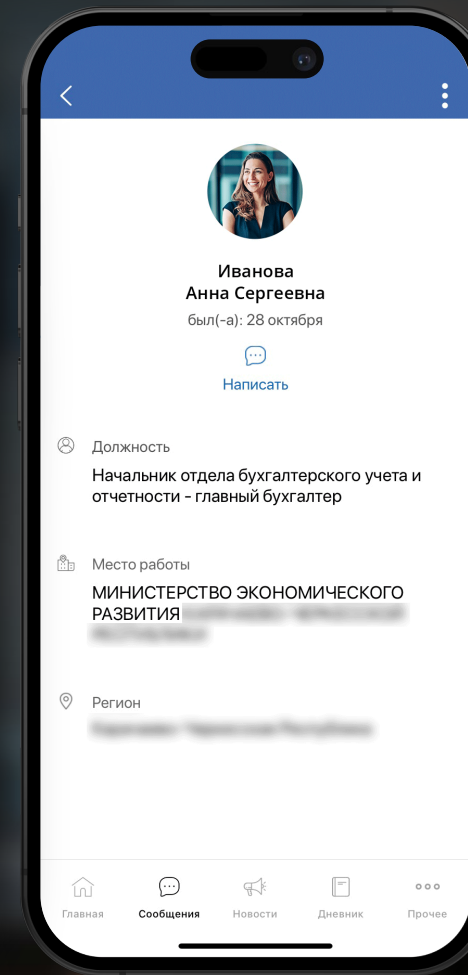 Иванова
Анна Сергеевна
был(-а): 28 октября
Написать
Должность
Начальник отдела бухгалтерского учета и
отчетности - главный бухгалтер
Место работы
МИНИСТЕРСТВО ЭКОНОМИЧЕСКОГО
РАЗВИТИЯ
Регион
Главная
Сообщения
Новости
Дневник
Прочее